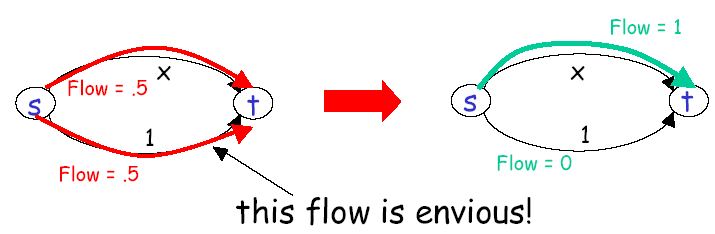 Flow = 1
x
x
Flow = .5
s
t
s
t
1
1
Flow = .5
Flow = 0
this flow is envious!